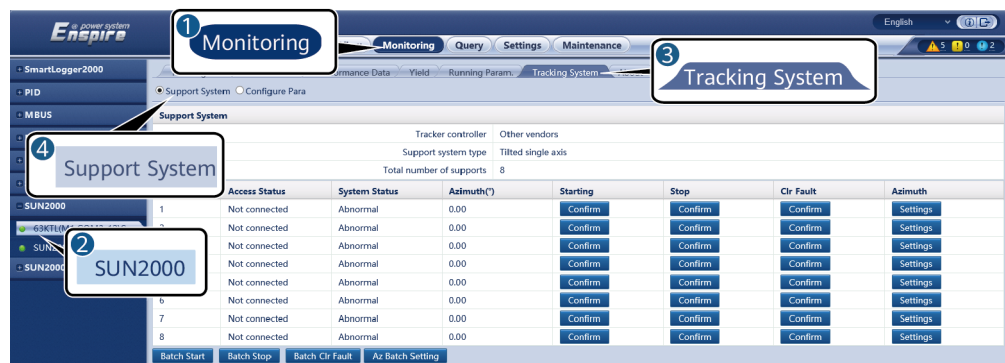 power system
Enspire
English
1
Monitoring
Monitoring Query Settings Maintenance
5 0 2
SmartLogger2000
Performance Data Yield Running Param. Tracking System
3
Tracking System
Support System Configure Para
PID
MBUS
Support System
Tracker controller Other vendors
Support system type Tilted single axis
Total number of supports 8
4
Support System
Access Status System Status Azimuth(°) Starting Stop Clr Fault Azimuth
SUN2000
1 Not connected Abnormal 0.00 Confirm Confirm Confirm Settings
Not connected Abnormal 0.00 Confirm Confirm Confirm Settings
Not connected Abnormal 0.00 Confirm Confirm Confirm Settings
Not connected Abnormal 0.00 Confirm Confirm Confirm Settings
Not connected Abnormal 0.00 Confirm Confirm Confirm Settings
6 Not connected Abnormal 0.00 Confirm Confirm Confirm Settings
7 Not connected Abnormal 0.00 Confirm Confirm Confirm Settings
8 Not connected Abnormal 0.00 Confirm Confirm Confirm Settings
2
SUN2000
SUN2000
Batch Start Batch Stop Batch Clr Fault Az Batch Setting